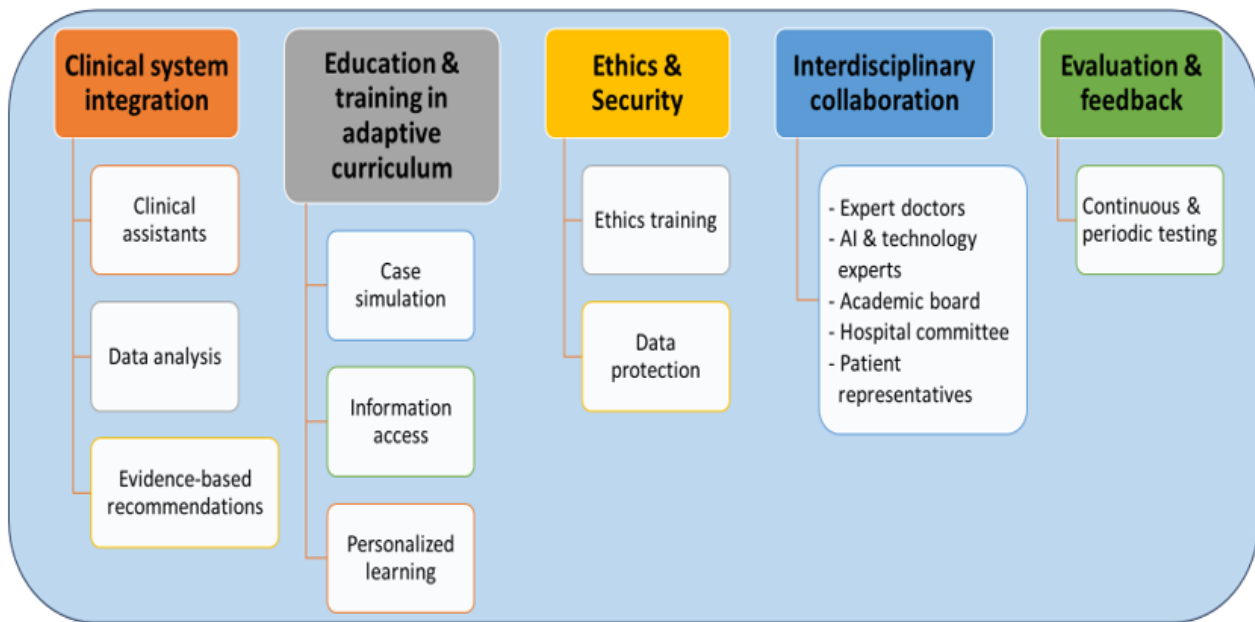 Clinical system
integration
Clinical
assistants
Data analysis
Evidence-based
recommendations
Education &
training in
adaptive
curriculum
Case
simulation
Information
access
Personalized
learning
Ethics &
Security
Ethics training
Data
protection
Interdisciplinary
collaboration
- Expert doctors
- AI & technology
experts
- Academic board
- Hospital committee
- Patient
representatives
Evaluation &
feedback
Continuous &
periodic testing